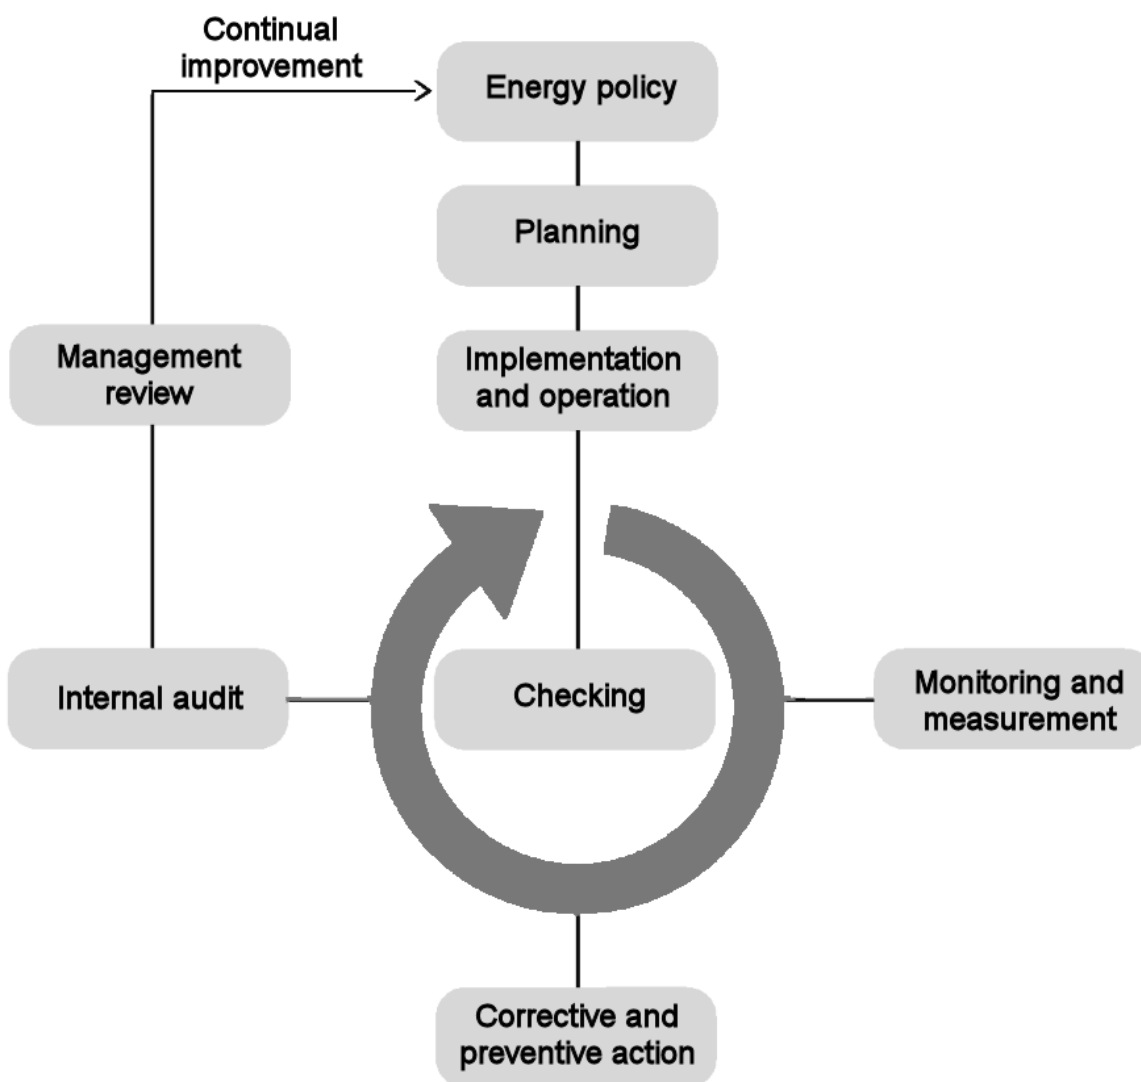 Continual
improvement
Energy policy
Planning
Management
review
Implementation
and operation
Internal audit
Checking
Monitoring and
measurement
Corrective and
preventive action